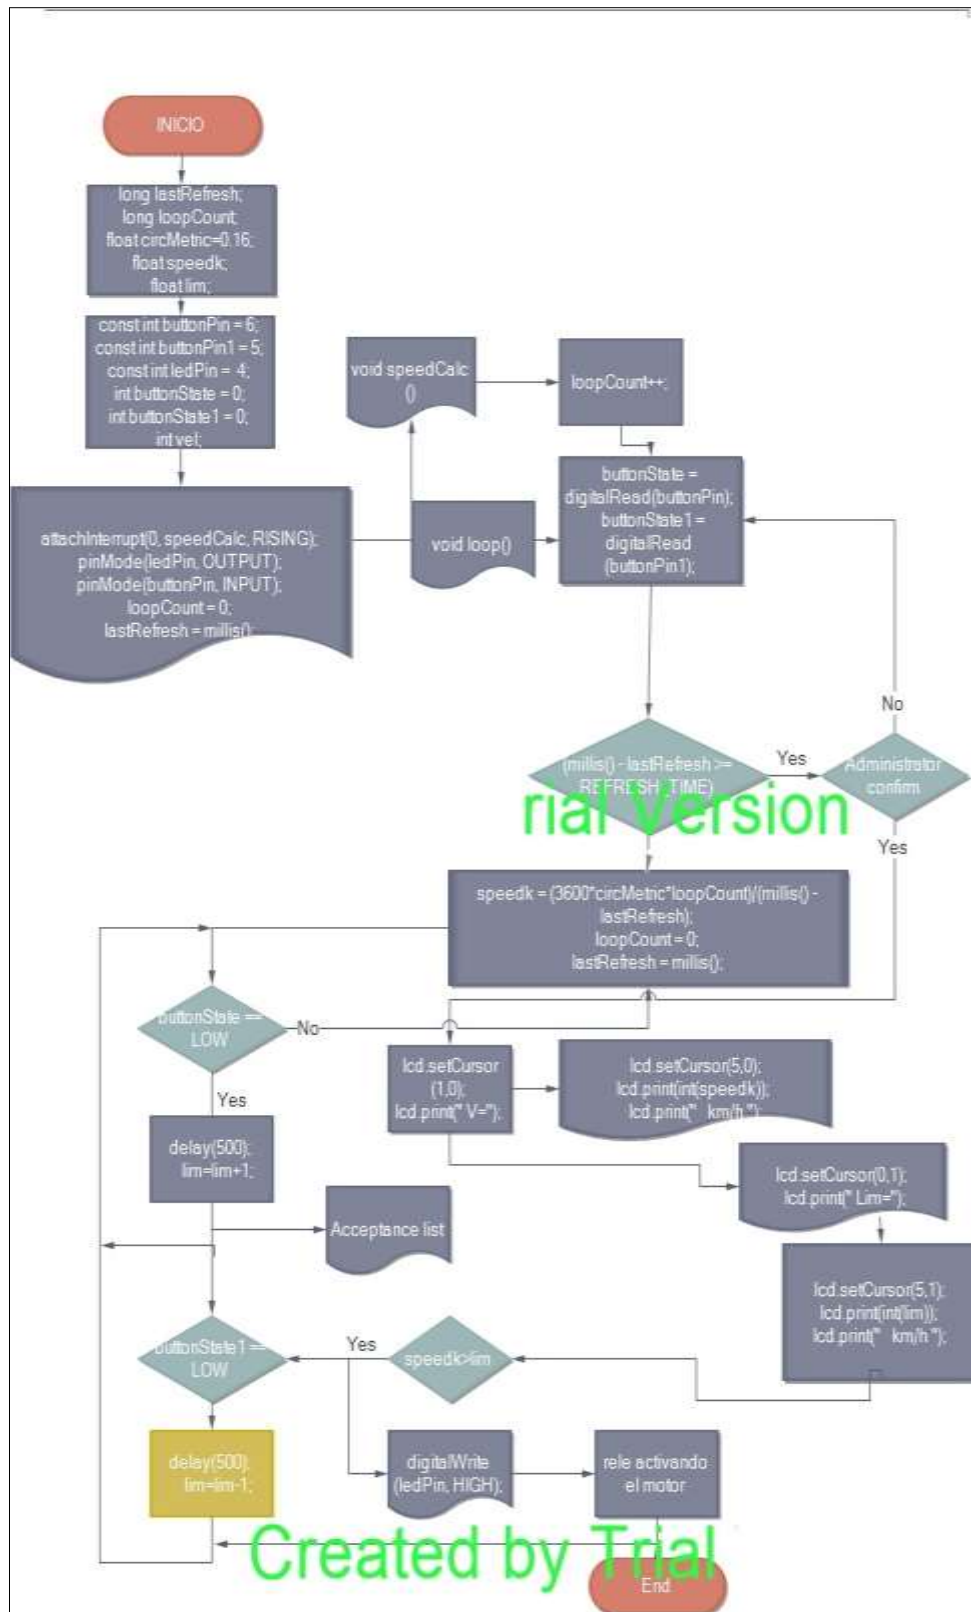 INICIO
long lastRefresh;
long loopCount;
float circMetric=0.16;
float speedk;
float lim;
const int buttonPin = 6;
const int buttonPin1 = 5;
const int ledPin = 4;
int buttonState = 0;
int buttonState1 = 0;
int vel;
attachInterrupt(0, speedCalc, RISING);
pinMode(ledPin, OUTPUT);
pinMode(buttonPin, INPUT);
loopCount = 0;
lastRefresh = millis();
void speedCalc
()
loopCount++;
void loop()
buttonState =
digitalRead(buttonPin);
buttonState1 =
digitalRead
(buttonPin1);
(millis() - lastRefresh >=
REFRESH_TIME)
Yes
Administrator
confirm
No
Yes
rial Version
speedk = (3600*circMetric*loopCount)/(millis() -
lastRefresh);
loopCount = 0;
lastRefresh = millis();
buttonState ==
LOW
No
Yes
delay(500);
lim=lim+1;
Acceptance list
lcd.setCursor
(1,0);
lcd.print(" V=");
lcd.setCursor(5,0);
lcd.print(int(speedk));
lcd.print("   km/h ");
lcd.setCursor(0,1);
lcd.print(" Lim=");
lcd.setCursor(5,1);
lcd.print(int(lim));
lcd.print("   km/h ");
buttonState1 ==
LOW
Yes
speedk>lim
delay(500);
lim=lim-1;
digitalWrite
(ledPin, HIGH);
rele activando
el motor
Created by Trial
End